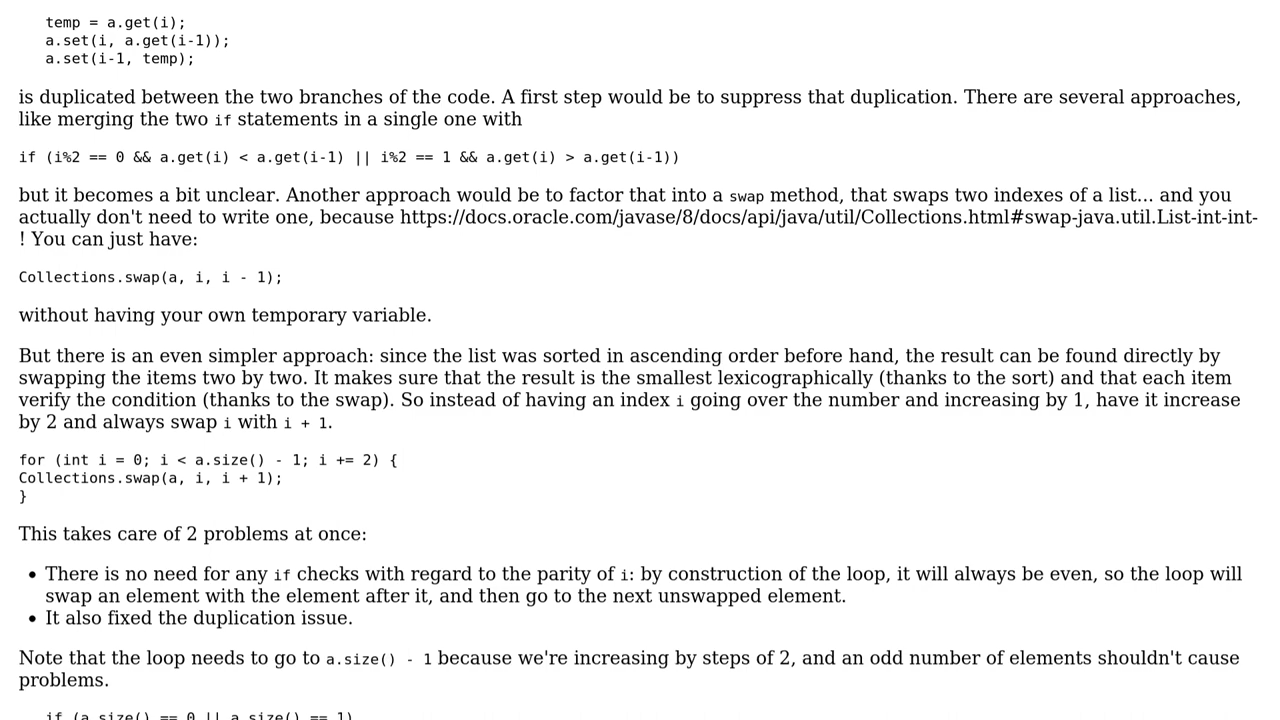 temp = a.get(i);
a.set(i, a.get(i-1));
a.set(i-1, temp);
is duplicated between the two branches of the code. A first step would be to suppress that duplication. There are several approaches,
like merging the two if statements in a single one with
if (i%2 == 0 && a.get(i) < a.get(i-1) || i%2 == 1 && a.get(i) > a.get(i-1))
but it becomes a bit unclear. Another approach would be to factor that into a swap method, that swaps two indexes of a list... and you
actually don't need to write one, because https://docs.oracle.com/javase/8/docs/api/java/util/Collections.html#swap-java.util.List-int-int-
! You can just have:
Collections.swap(a, i, i - 1);
without having your own temporary variable.
But there is an even simpler approach: since the list was sorted in ascending order before hand, the result can be found directly by
swapping the items two by two. It makes sure that the result is the smallest lexicographically (thanks to the sort) and that each item
verify the condition (thanks to the swap). So instead of having an index i going over the number and increasing by 1, have it increase
by 2 and always swap i with i + 1.
for (int i = 0; i < a.size() - 1; i += 2) {
Collections.swap(a, i, i + 1);
}
This takes care of 2 problems at once:
• There is no need for any if checks with regard to the parity of i: by construction of the loop, it will always be even, so the loop will
swap an element with the element after it, and then go to the next unswapped element.
• It also fixed the duplication issue.
Note that the loop needs to go to a.size() - 1 because we're increasing by steps of 2, and an odd number of elements shouldn't cause
problems.
if (a.size() == 0 || a.size() == 1)